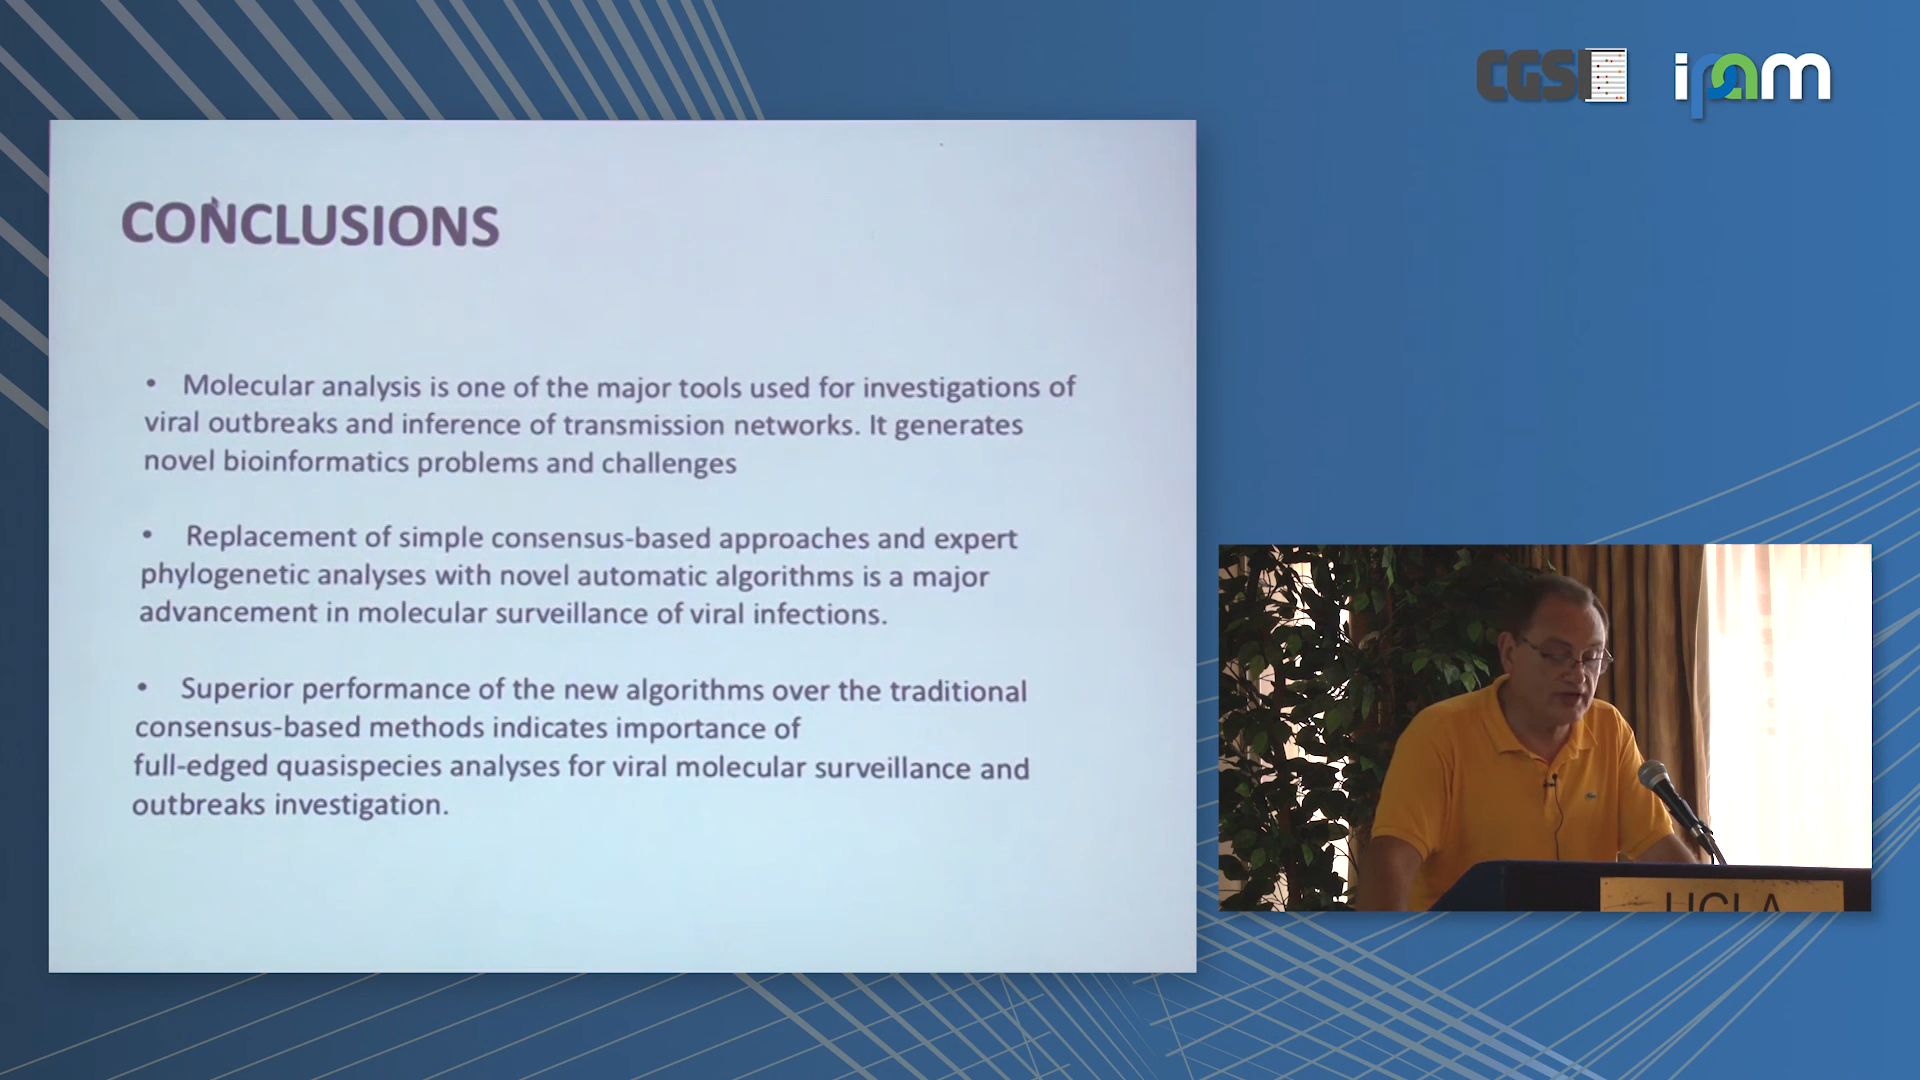 CGSI
ipam
CONCLUSIONS
• Molecular analysis is one of the major tools used for investigations of
viral outbreaks and inference of transmission networks. It generates
novel bioinformatics problems and challenges
• Replacement of simple consensus-based approaches and expert
phylogenetic analyses with novel automatic algorithms is a major
advancement in molecular surveillance of viral infections.
• Superior performance of the new algorithms over the traditional
consensus-based methods indicates importance of
full-edged quasispecies analyses for viral molecular surveillance and
outbreaks investigation.
UCLA